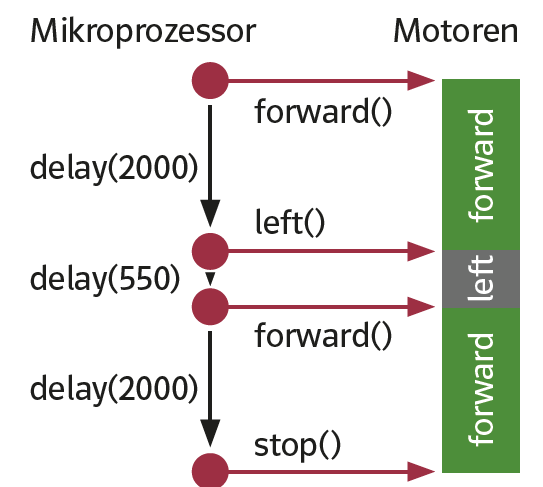 Mikroprozessor
Motoren
forward()
forward
delay(2000)
left()
delay(550)
left
forward()
forward
delay(2000)
stop()